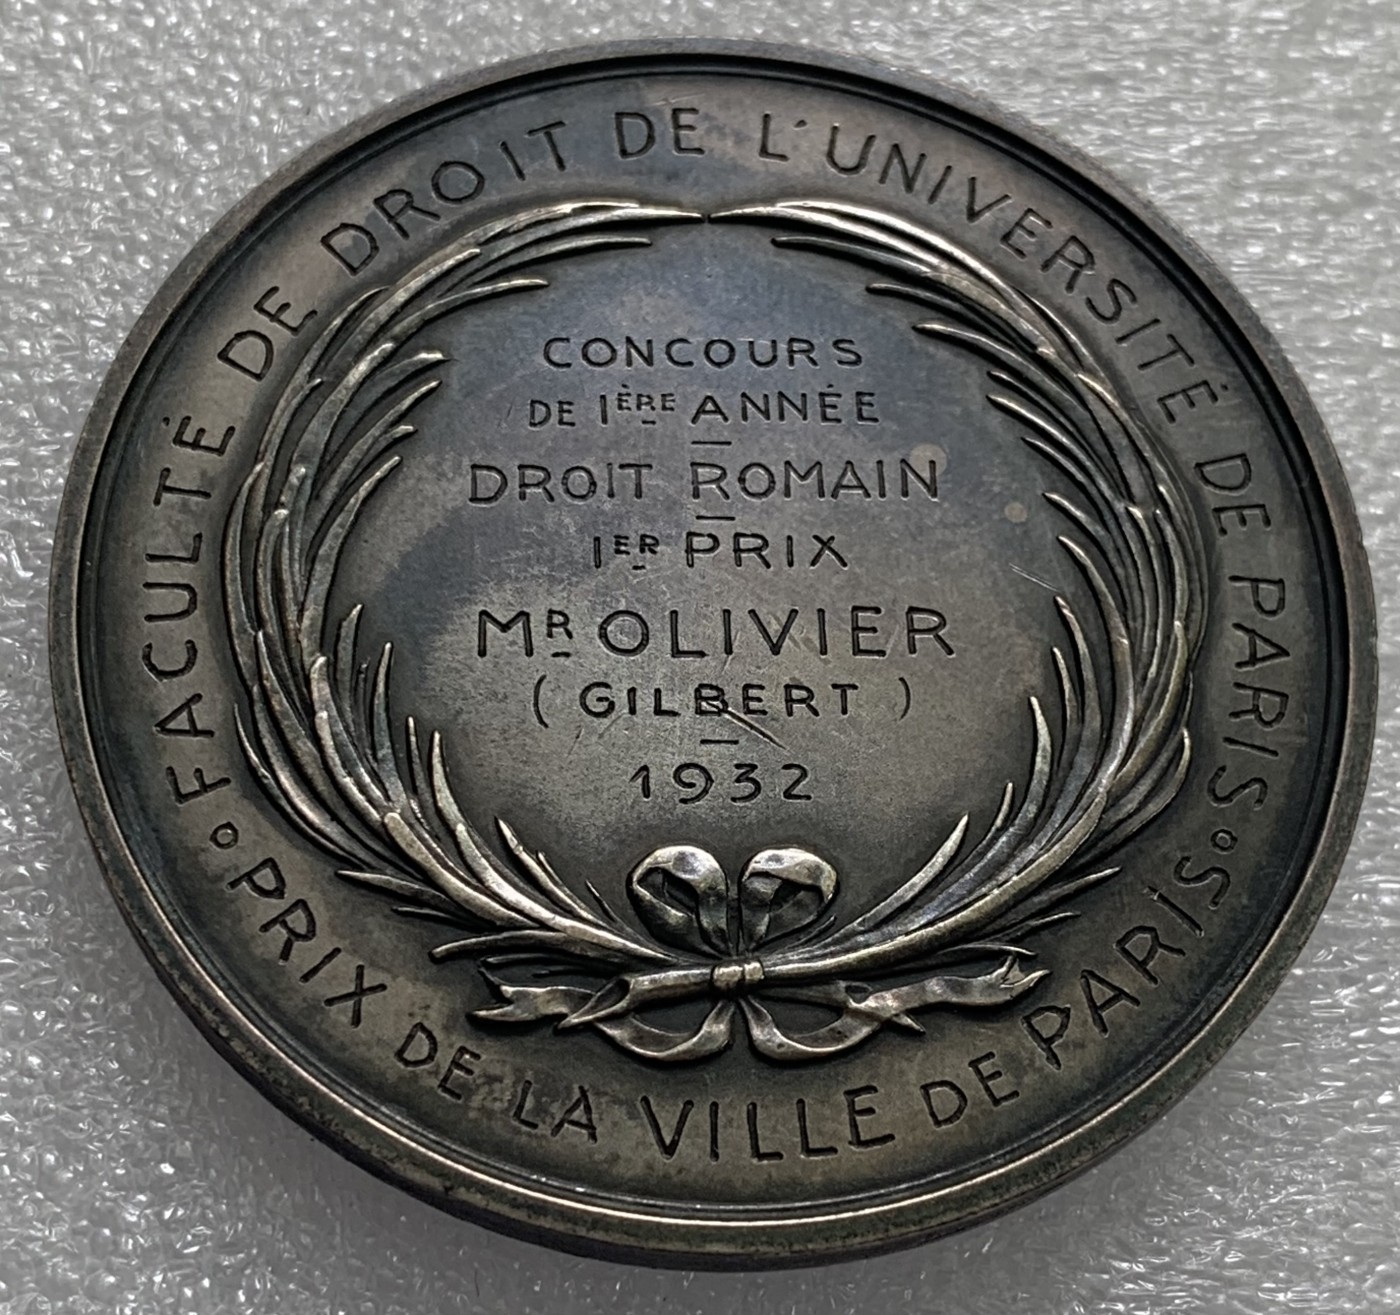 FACULTÉ DE DROIT DE L'UNIVERSITÉ DE PARIS
CONCOURS
DE 1ÈRE ANNÉE
DROIT ROMAIN
1ER PRIX
MR OLIVIER
(GILBERT)
1932
PRIX DE LA VILLE DE PARIS